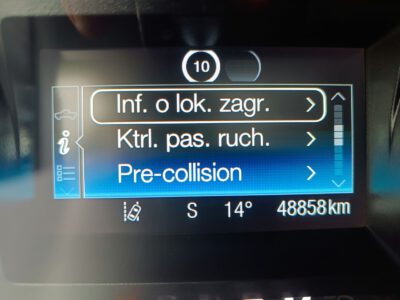 10
Inf. o lok. zagr.
Ktrl. pas. ruch.
Pre-collision
S 14° 48858km